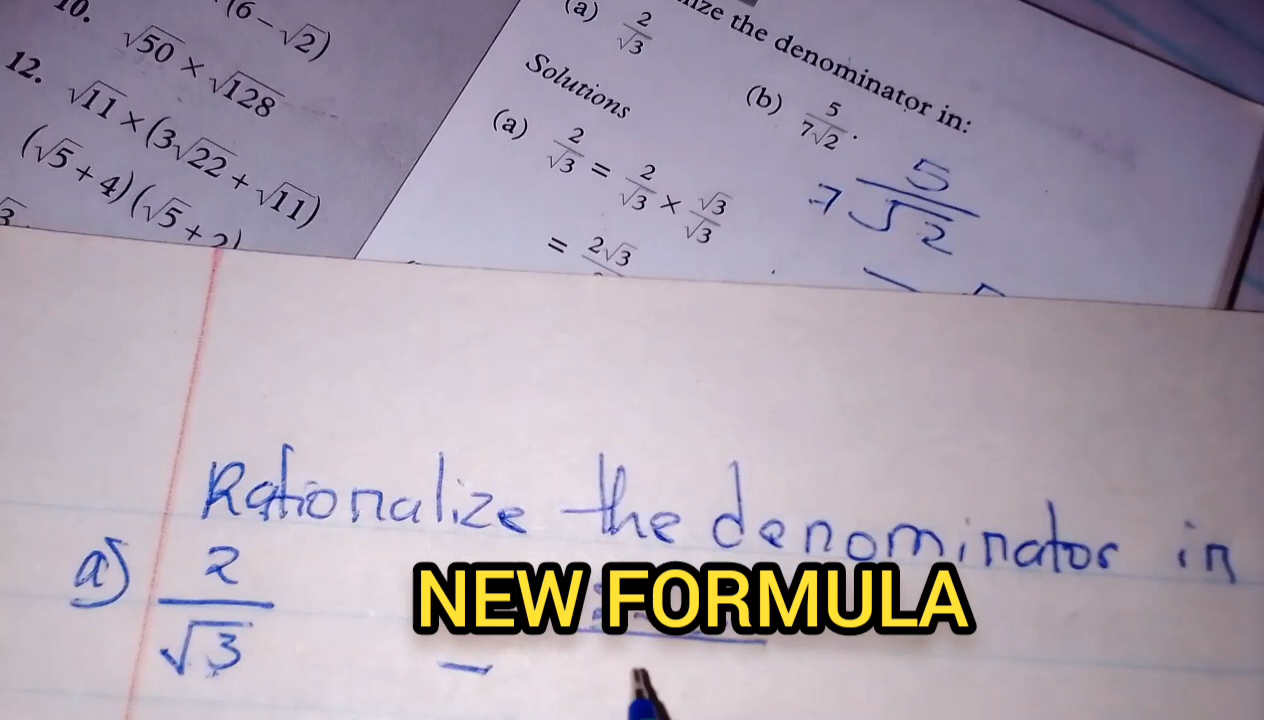 10.
(6 - √2)
√50 × √128
12.
√11 × (3√22 + √11)
(√5 + 4)(√5 + 2)
the denominator in:
(a) 2/√3
(b) 5/7√2.
Solutions
(a) 2/√3 = 2/√3 × √3/√3
= 2√3
5
7√2
Rationalize the denominator in
a) 2
√3
NEW FORMULA